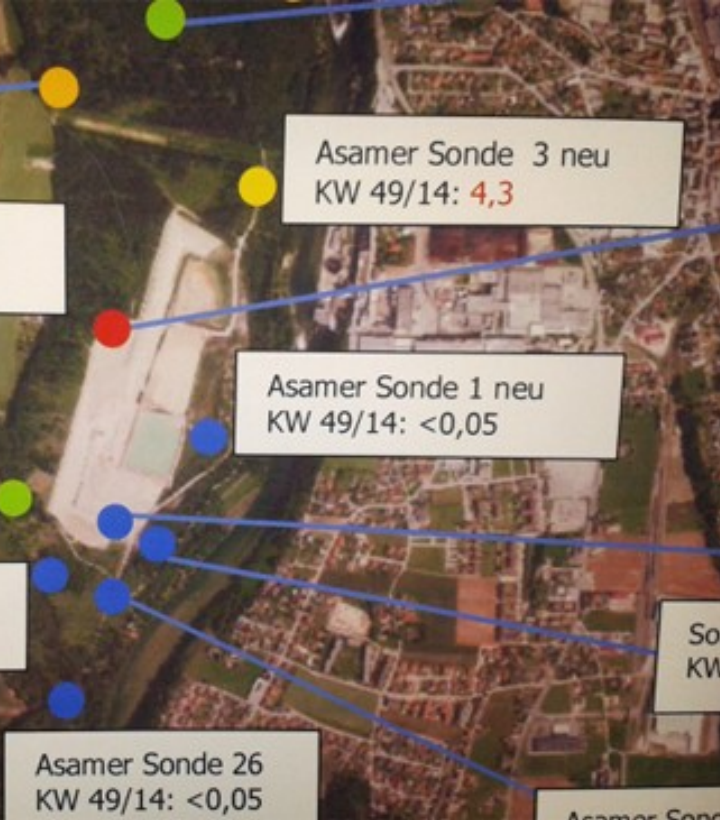 Asamer Sonde 3 neu
KW 49/14: 4,3
Asamer Sonde 1 neu
KW 49/14: <0,05
Asamer Sonde 26
KW 49/14: <0,05
Asamer